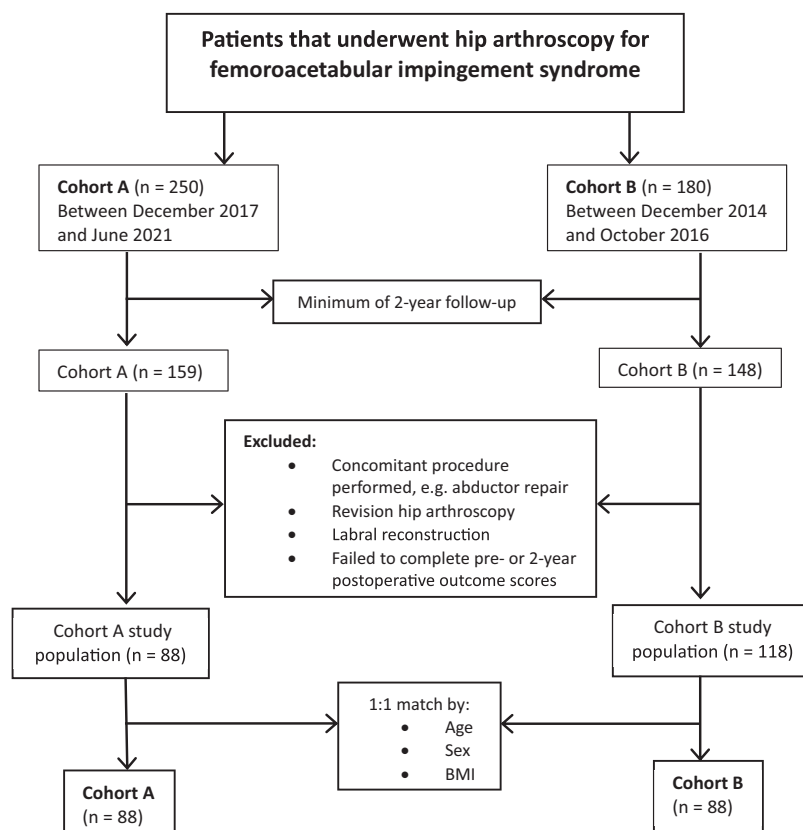 Patients that underwent hip arthroscopy for
femoroacetabular impingement syndrome
Cohort A (n = 250)
Between December 2017
and June 2021
Cohort B (n = 180)
Between December 2014
and October 2016
Minimum of 2-year follow-up
Cohort A (n = 159)
Cohort B (n = 148)
Excluded:
• Concomitant procedure
performed, e.g. abductor repair
• Revision hip arthroscopy
• Labral reconstruction
• Failed to complete pre- or 2-year
postoperative outcome scores
Cohort A study
population (n = 88)
Cohort B study
population (n = 118)
1:1 match by:
• Age
• Sex
• BMI
Cohort A
(n = 88)
Cohort B
(n = 88)